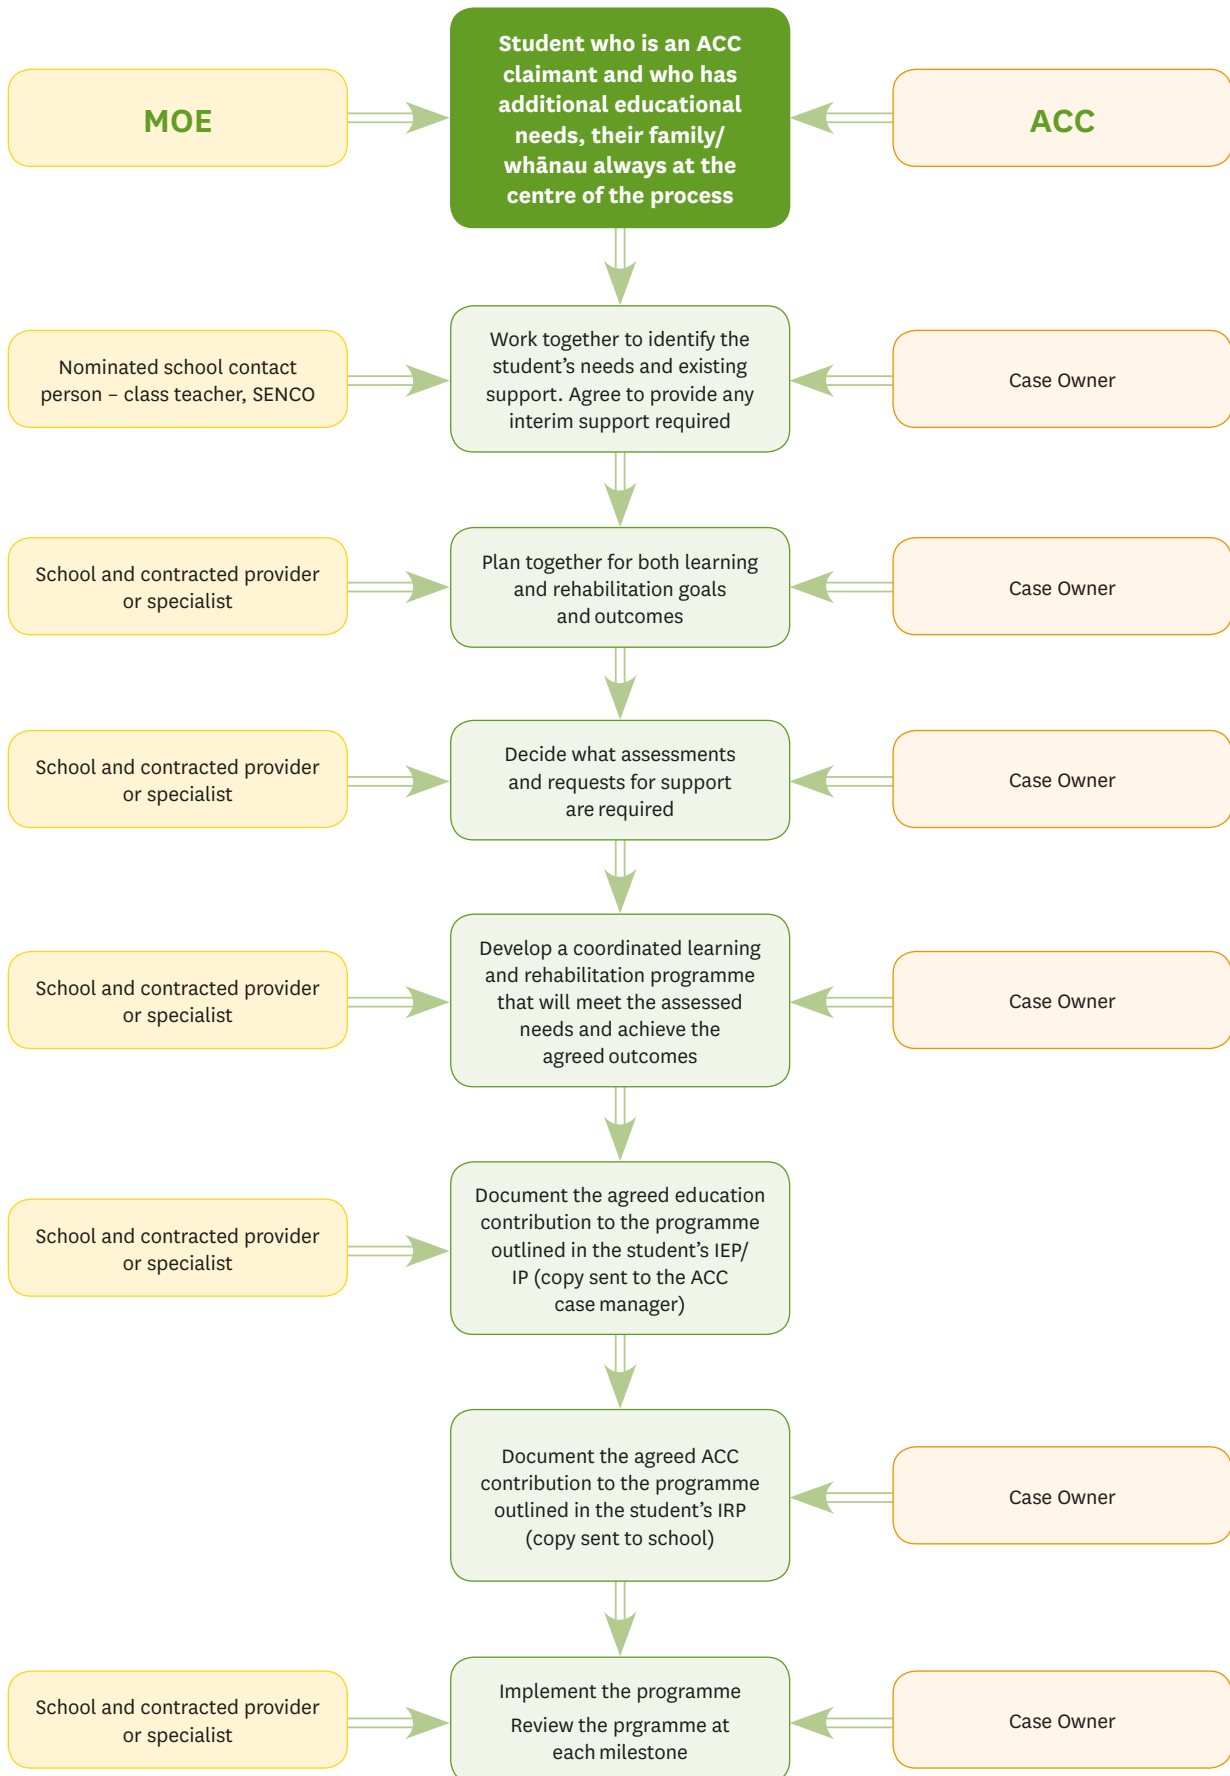 MOE
Student who is an ACC
claimant and who has
additional educational
needs, their family/
whānau always at the
centre of the process
ACC
Nominated school contact
person – class teacher, SENCO
Work together to identify the
student’s needs and existing
support. Agree to provide any
interim support required
Case Owner
School and contracted provider
or specialist
Plan together for both learning
and rehabilitation goals
and outcomes
Case Owner
School and contracted provider
or specialist
Decide what assessments
and requests for support
are required
Case Owner
School and contracted provider
or specialist
Develop a coordinated learning
and rehabilitation programme
that will meet the assessed
needs and achieve the
agreed outcomes
Case Owner
School and contracted provider
or specialist
Document the agreed education
contribution to the programme
outlined in the student’s IEP/
IP (copy sent to the ACC
case manager)
Document the agreed ACC
contribution to the programme
outlined in the student’s IRP
(copy sent to school)
Case Owner
School and contracted provider
or specialist
Implement the programme
Review the prgramme at
each milestone
Case Owner